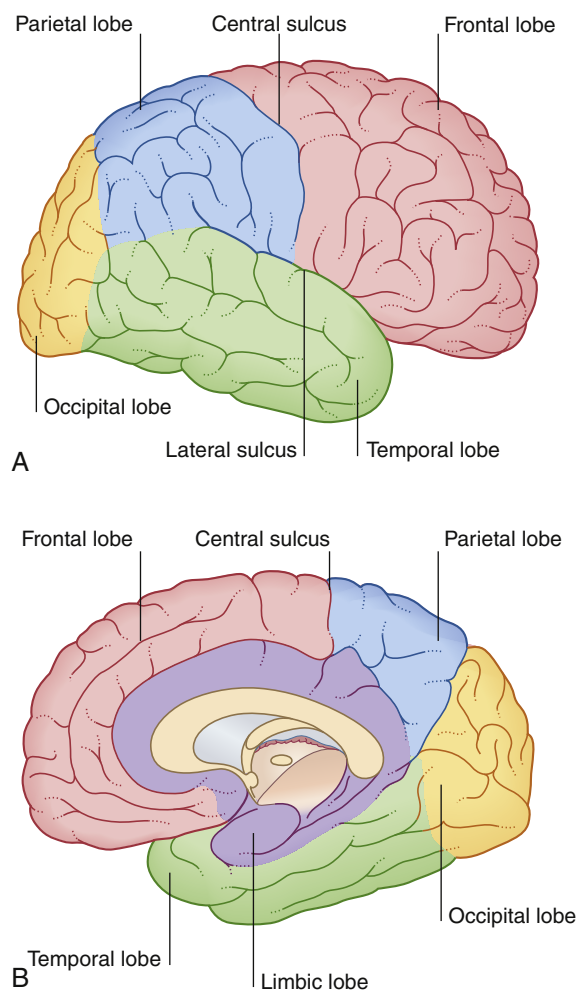 Parietal lobe
Central sulcus
Frontal lobe
Occipital lobe
Lateral sulcus
Temporal lobe
A
Frontal lobe
Central sulcus
Parietal lobe
Occipital lobe
Temporal lobe
Limbic lobe
B